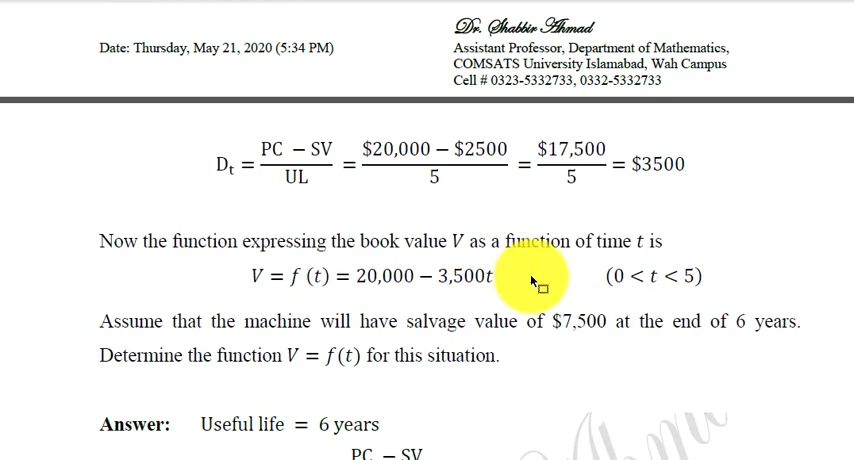 Dr. Shabbir Ahmad
Date: Thursday, May 21, 2020 (5:34 PM)
Assistant Professor, Department of Mathematics,
COMSATS University Islamabad, Wah Campus
Cell # 0323-5332733, 0332-5332733
Dₜ = (PC − SV)/UL = ($20,000 − $2500)/5 = $17,500/5 = $3500
Now the function expressing the book value V as a function of time t is
V = f (t) = 20,000 − 3,500t (0 < t < 5)
Assume that the machine will have salvage value of $7,500 at the end of 6 years.
Determine the function V = f(t) for this situation.
Answer: Useful life = 6 years
PC − SV